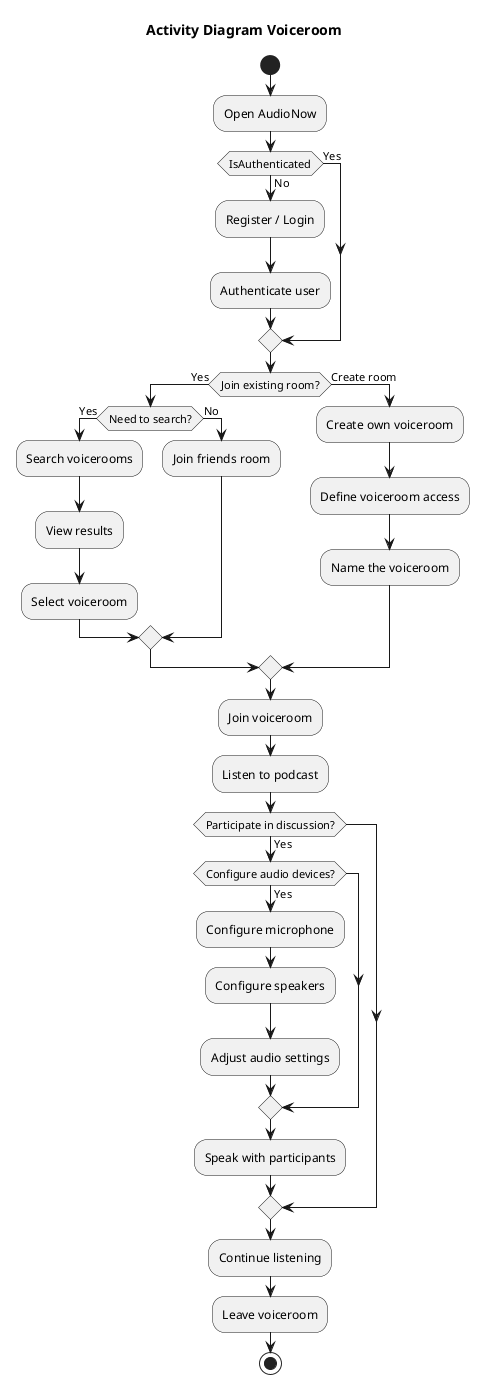 Activity Diagram Voiceroom
Open AudioNow
IsAuthenticated
Yes
No
Register / Login
Authenticate user
Yes
Join existing room?
Create room
Yes
Need to search?
No
Create own voiceroom
Search voicerooms
Join friends room
Define voiceroom access
View results
Name the voiceroom
Select voiceroom
Join voiceroom
Listen to podcast
Participate in discussion?
Yes
Configure audio devices?
Yes
Configure microphone
Configure speakers
Adjust audio settings
Speak with participants
Continue listening
Leave voiceroom